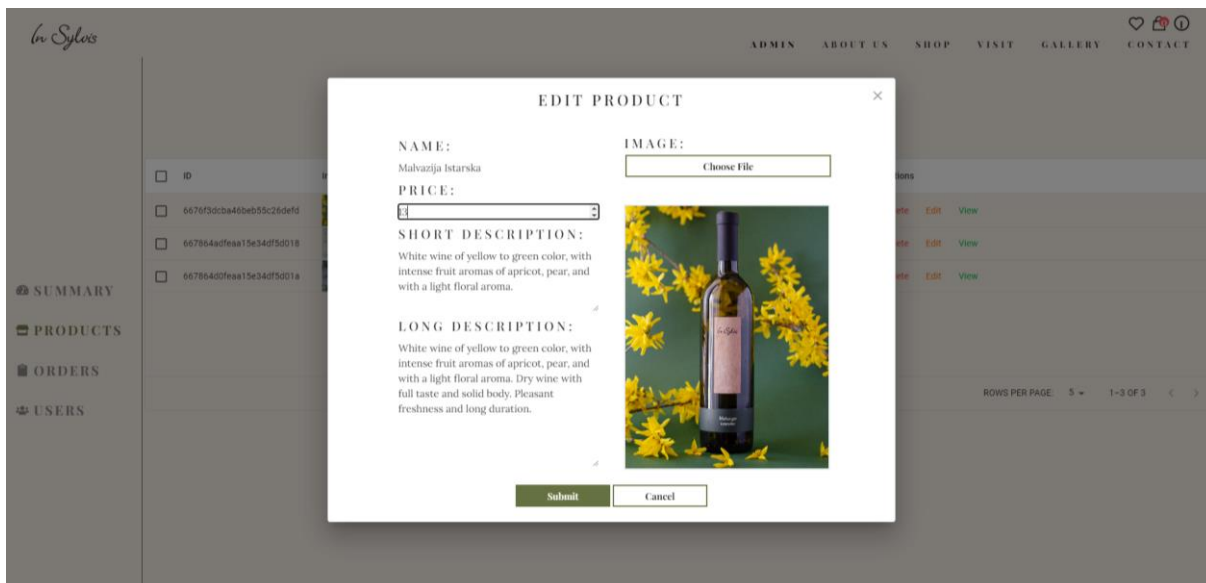 In Sylvis
ADMIN ABOUT US SHOP VISIT GALLERY CONTACT
EDIT PRODUCT
×
NAME:
Malvazija Istarska
PRICE:
13
SHORT DESCRIPTION:
White wine of yellow to green color, with
intense fruit aromas of apricot, pear, and
with a light floral aroma.
LONG DESCRIPTION:
White wine of yellow to green color, with
intense fruit aromas of apricot, pear, and
with a light floral aroma. Dry wine with
full taste and solid body. Pleasant
freshness and long duration.
IMAGE:
Choose File
In Sylvis
Malvazija
Istarska
Submit Cancel
ID
6676f3dcba46beb55c26defd Edit View
667864adfeaa15e34df5d018 Edit View
667864d0feaa15e34df5d01a Edit View
SUMMARY
PRODUCTS
ORDERS
USERS
ROWS PER PAGE: 5 1-3 OF 3